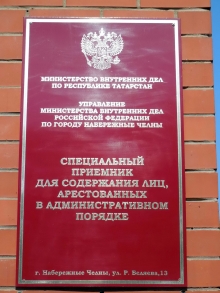 МИНИСТЕРСТВО ВНУТРЕННИХ ДЕЛ
ПО РЕСПУБЛИКЕ ТАТАРСТАН
УПРАВЛЕНИЕ
МИНИСТЕРСТВА ВНУТРЕННИХ ДЕЛ
РОССИЙСКОЙ ФЕДЕРАЦИИ
ПО ГОРОДУ НАБЕРЕЖНЫЕ ЧЕЛНЫ
СПЕЦИАЛЬНЫЙ
ПРИЕМНИК
ДЛЯ СОДЕРЖАНИЯ ЛИЦ,
АРЕСТОВАННЫХ
В АДМИНИСТРАТИВНОМ
ПОРЯДКЕ
г. Набережные Челны, ул. Р. Беляева,13